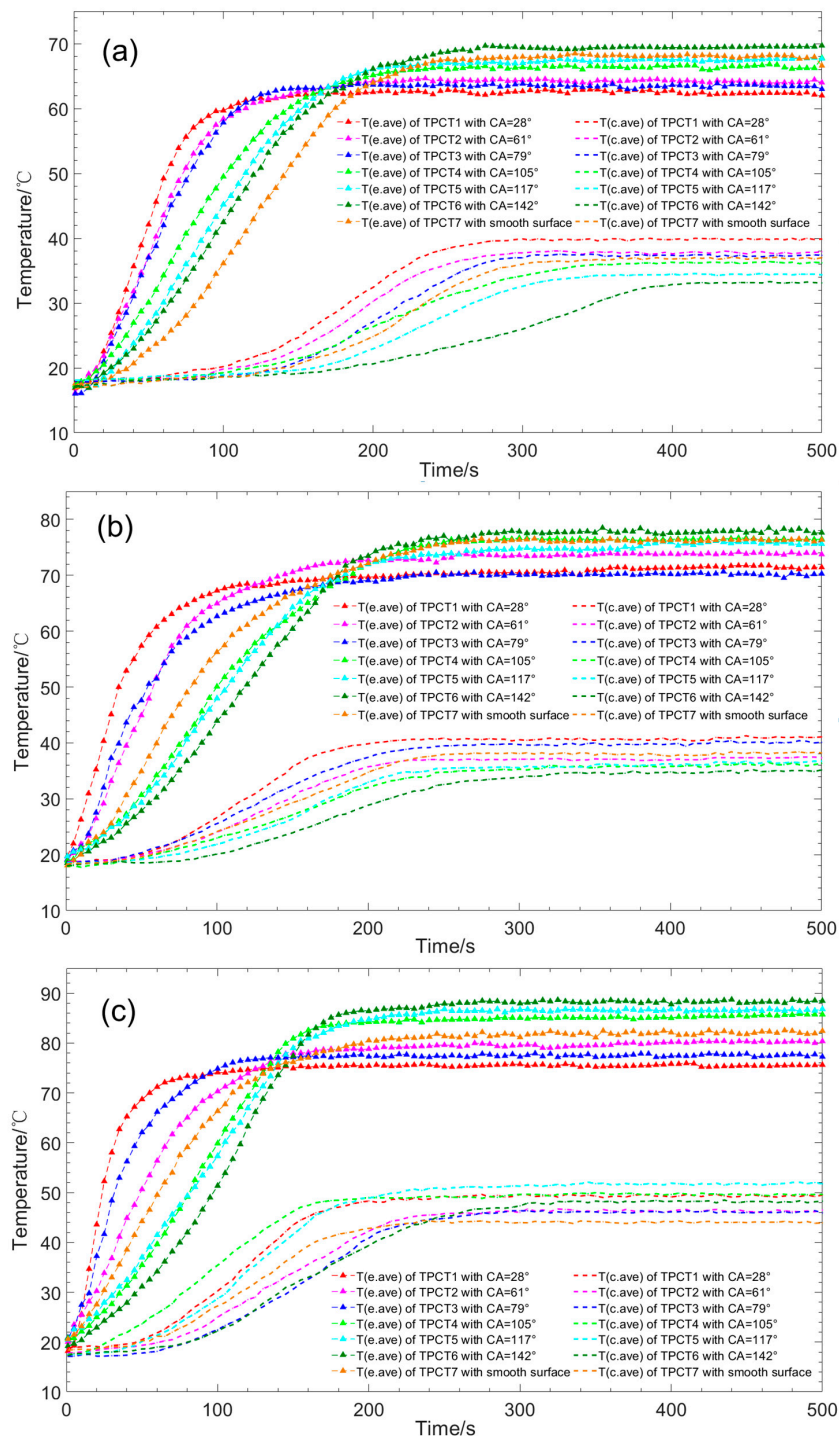 (a)
Temperature/℃
70
60
50
40
30
20
10
T(e.ave) of TPCT1 with CA=28° T(c.ave) of TPCT1 with CA=28°
T(e.ave) of TPCT2 with CA=61° T(c.ave) of TPCT2 with CA=61°
T(e.ave) of TPCT3 with CA=79° T(c.ave) of TPCT3 with CA=79°
T(e.ave) of TPCT4 with CA=105° T(c.ave) of TPCT4 with CA=105°
T(e.ave) of TPCT5 with CA=117° T(c.ave) of TPCT5 with CA=117°
T(e.ave) of TPCT6 with CA=142° T(c.ave) of TPCT6 with CA=142°
T(e.ave) of TPCT7 with smooth surface T(c.ave) of TPCT7 with smooth surface
0 100 200 300 400 500
Time/s
(b)
Temperature/℃
80
70
60
50
40
30
20
10
T(e.ave) of TPCT1 with CA=28° T(c.ave) of TPCT1 with CA=28°
T(e.ave) of TPCT2 with CA=61° T(c.ave) of TPCT2 with CA=61°
T(e.ave) of TPCT3 with CA=79° T(c.ave) of TPCT3 with CA=79°
T(e.ave) of TPCT4 with CA=105° T(c.ave) of TPCT4 with CA=105°
T(e.ave) of TPCT5 with CA=117° T(c.ave) of TPCT5 with CA=117°
T(e.ave) of TPCT6 with CA=142° T(c.ave) of TPCT6 with CA=142°
T(e.ave) of TPCT7 with smooth surface T(c.ave) of TPCT7 with smooth surface
0 100 200 300 400 500
Time/s
(c)
Temperature/℃
90
80
70
60
50
40
30
20
10
T(e.ave) of TPCT1 with CA=28° T(c.ave) of TPCT1 with CA=28°
T(e.ave) of TPCT2 with CA=61° T(c.ave) of TPCT2 with CA=61°
T(e.ave) of TPCT3 with CA=79° T(c.ave) of TPCT3 with CA=79°
T(e.ave) of TPCT4 with CA=105° T(c.ave) of TPCT4 with CA=105°
T(e.ave) of TPCT5 with CA=117° T(c.ave) of TPCT5 with CA=117°
T(e.ave) of TPCT6 with CA=142° T(c.ave) of TPCT6 with CA=142°
T(e.ave) of TPCT7 with smooth surface T(c.ave) of TPCT7 with smooth surface
0 100 200 300 400 500
Time/s